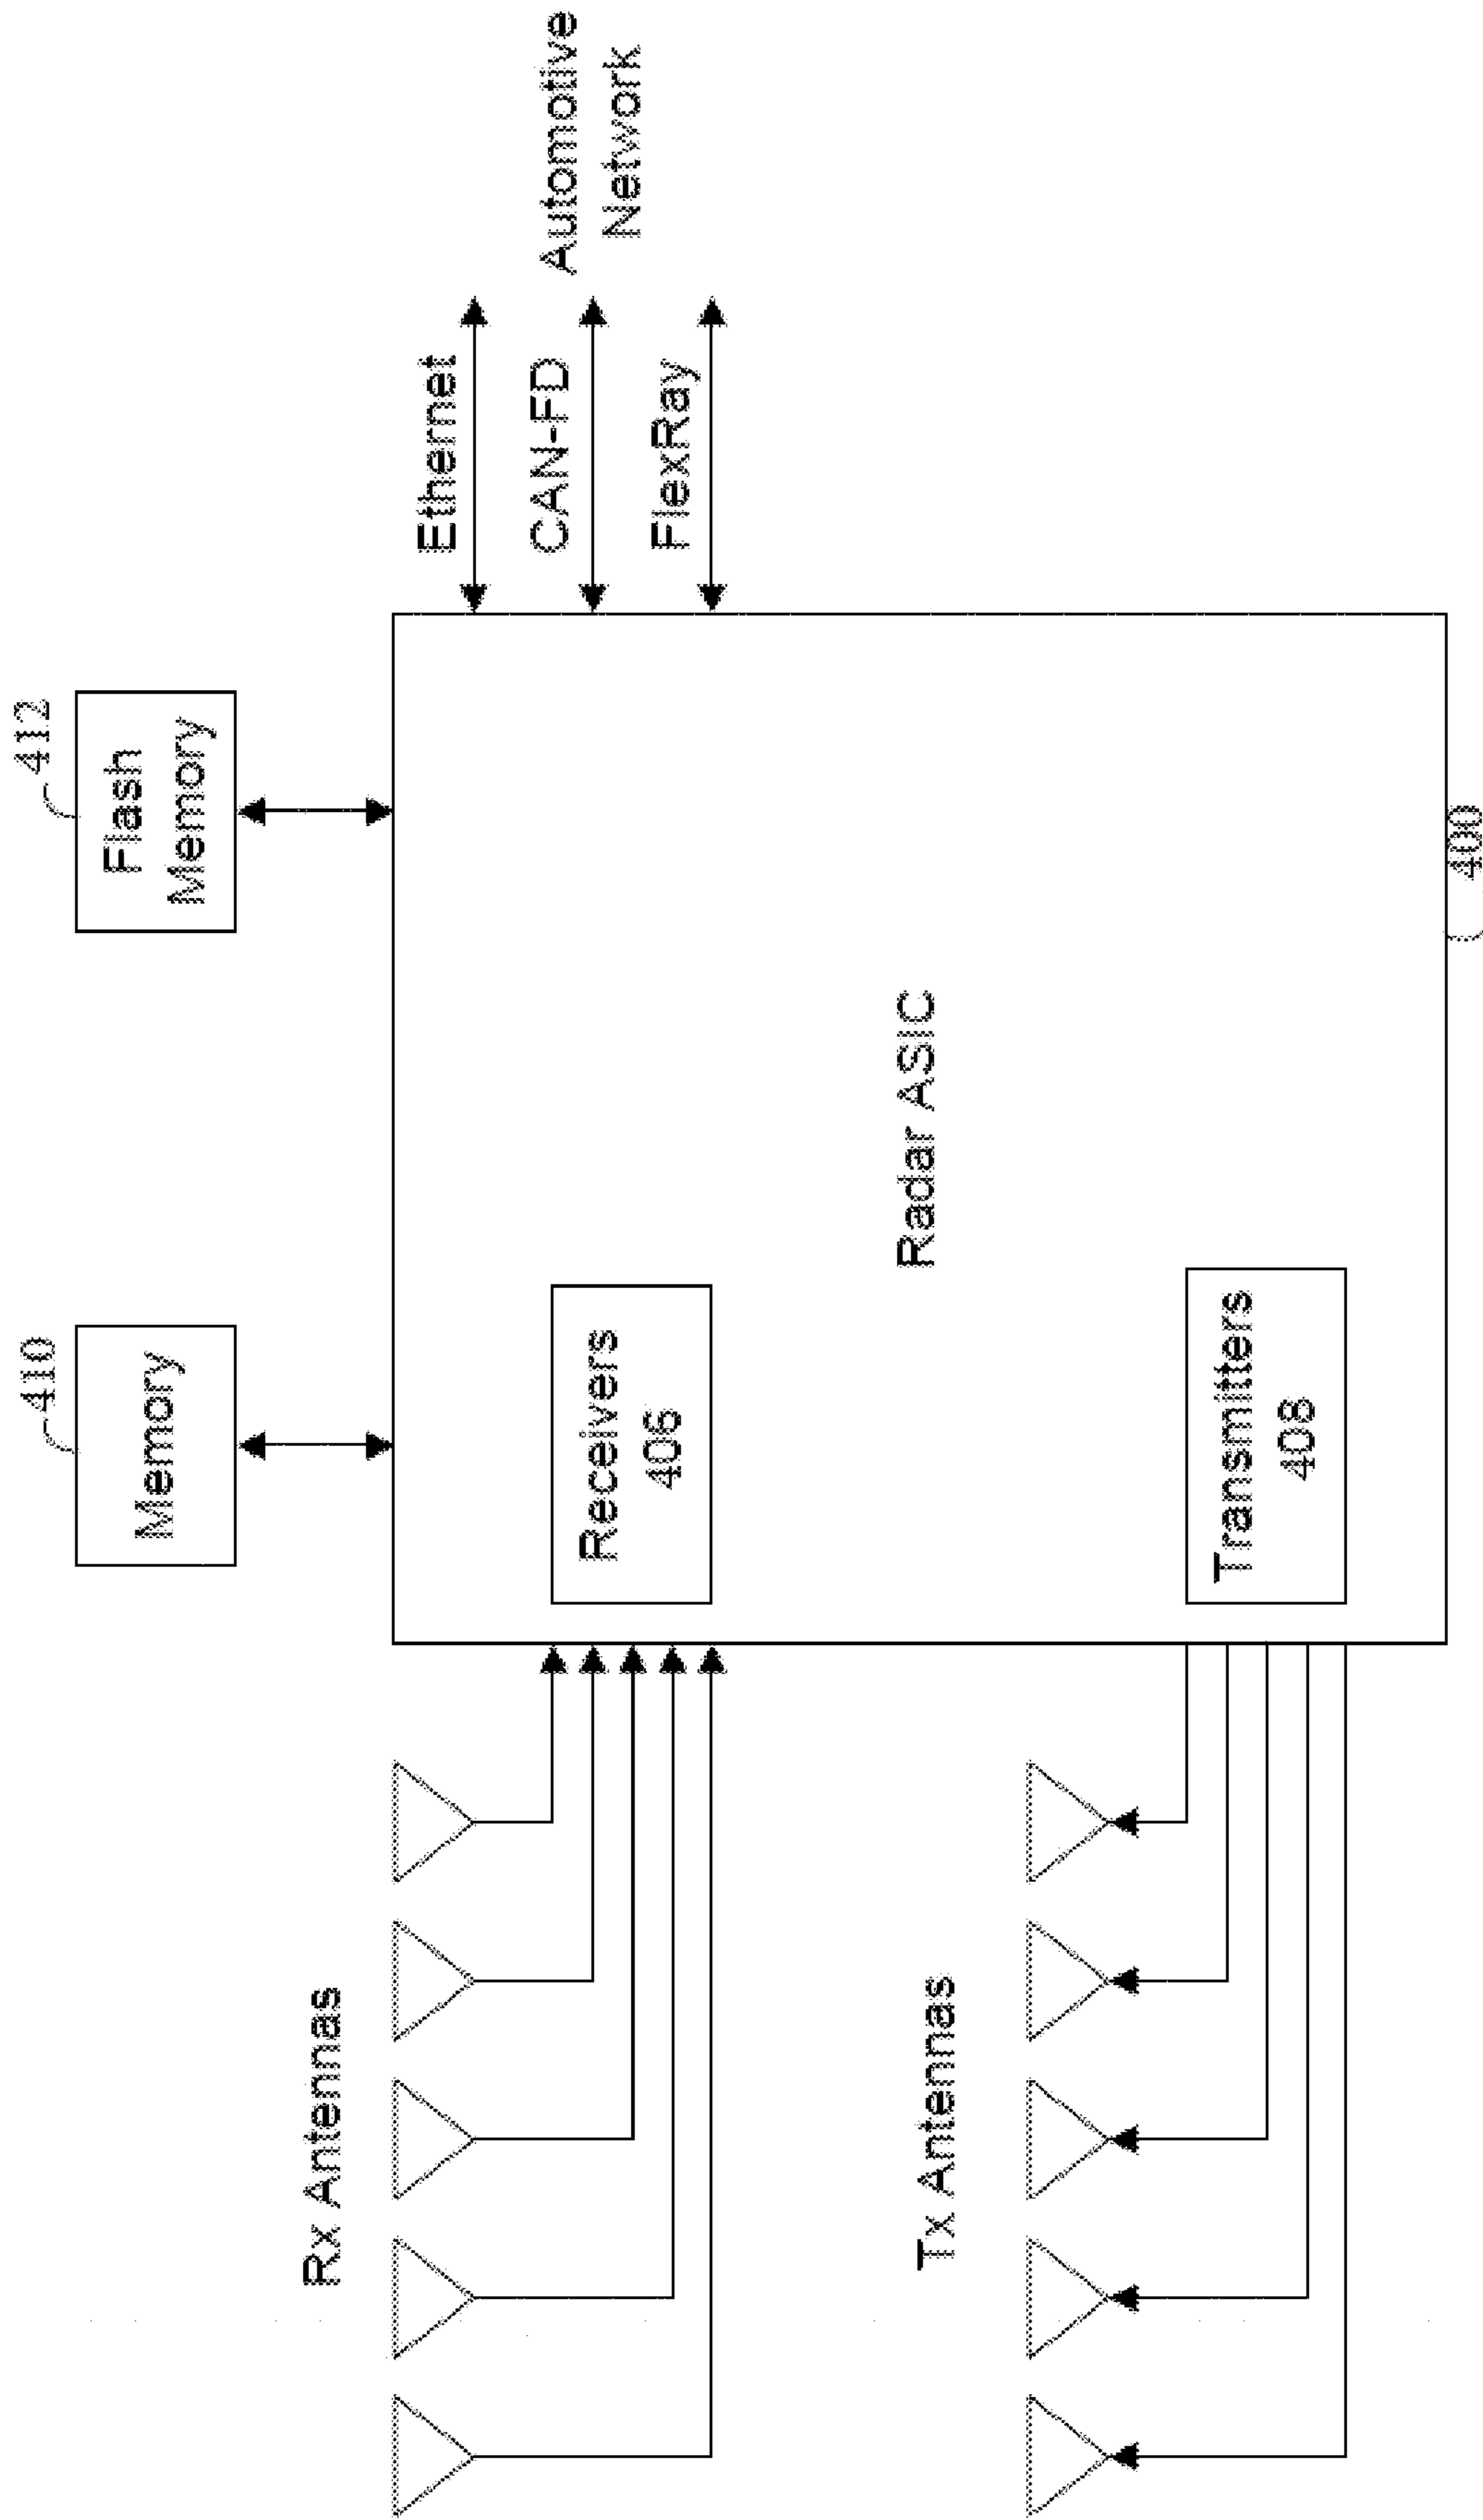 410
Memory
412
Flash
Memory
Rx Antennas
Receivers
406
Ethernet
CAN-FD
FlexRay
Automotive
Network
Radar ASIC
Tx Antennas
Transmitters
408
400